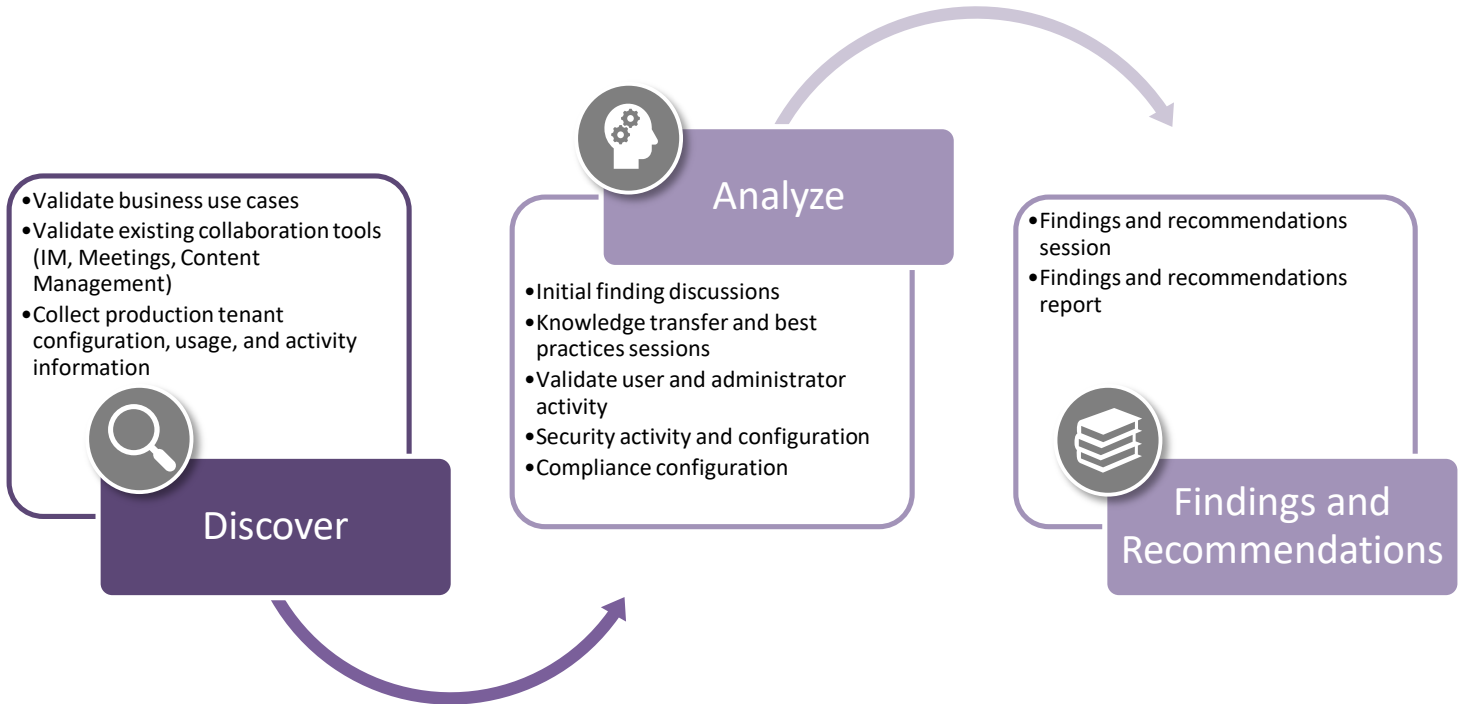 •Validate business use cases
•Validate existing collaboration tools
(IM, Meetings, Content
Management)
•Collect production tenant
configuration, usage, and activity
information
Discover
Analyze
•Initial finding discussions
•Knowledge transfer and best
practices sessions
•Validate user and administrator
activity
•Security activity and configuration
•Compliance configuration
•Findings and recommendations
session
•Findings and recommendations
report
Findings and
Recommendations